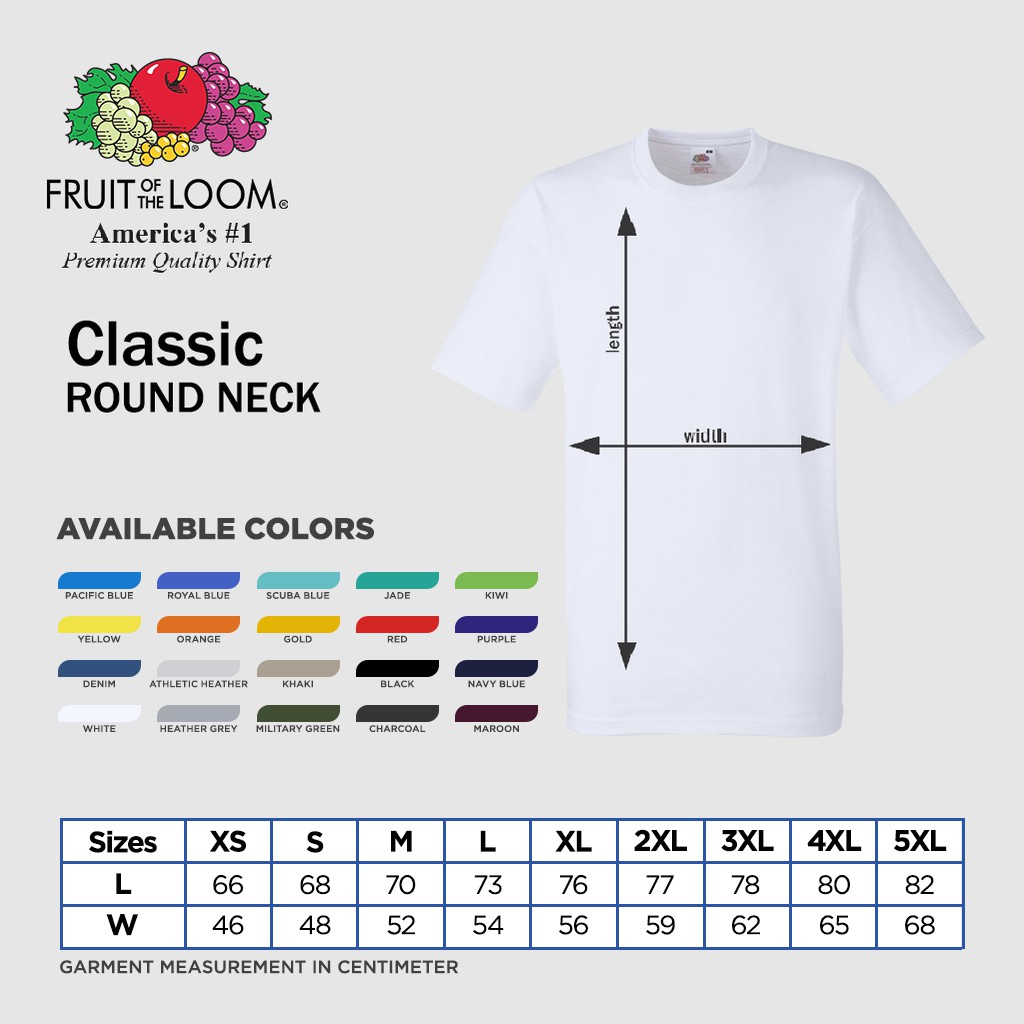 FRUIT OF THE LOOM®
America's #1
Premium Quality Shirt
Classic
ROUND NECK
length
width
AVAILABLE COLORS
PACIFIC BLUE ROYAL BLUE SCUBA BLUE JADE KIWI
YELLOW ORANGE GOLD RED PURPLE
DENIM ATHLETIC HEATHER KHAKI BLACK NAVY BLUE
WHITE HEATHER GREY MILITARY GREEN CHARCOAL MAROON
Sizes XS S M L XL 2XL 3XL 4XL 5XL
L 66 68 70 73 76 77 78 80 82
W 46 48 52 54 56 59 62 65 68
GARMENT MEASUREMENT IN CENTIMETER